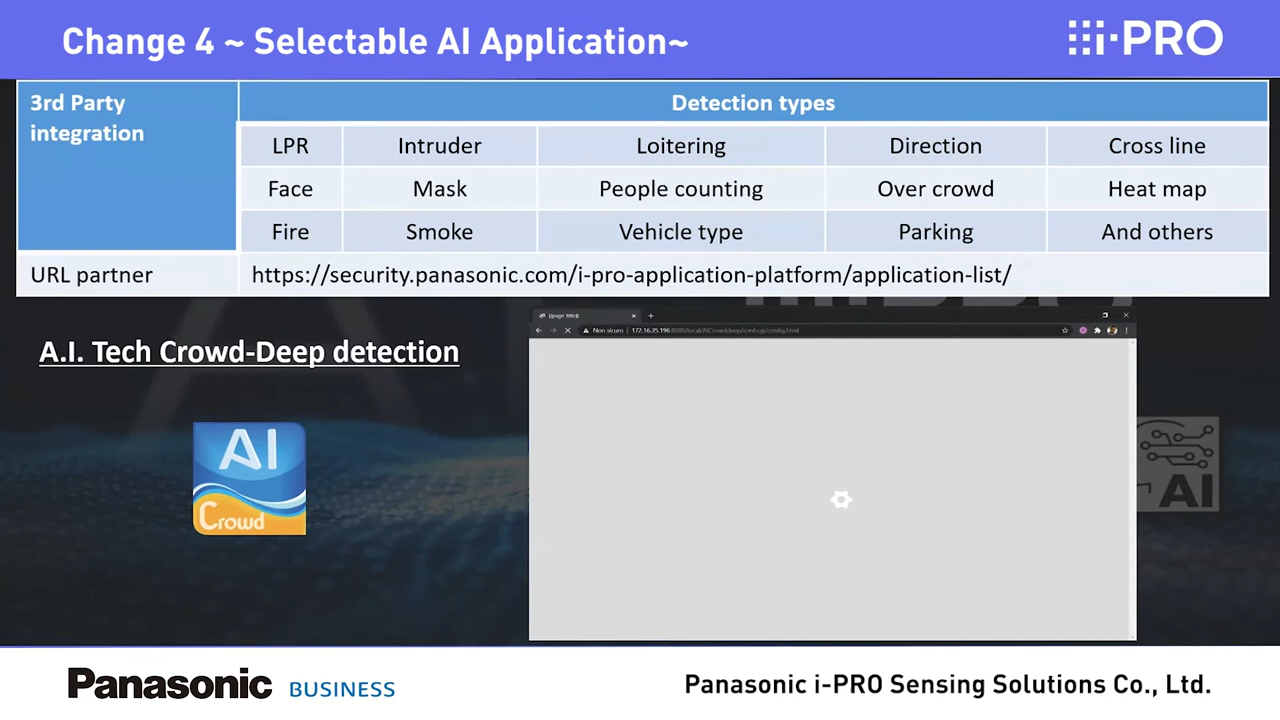 Change 4 ~ Selectable AI Application~
i-PRO
3rd Party
integration
Detection types
LPR Intruder Loitering Direction Cross line
Face Mask People counting Over crowd Heat map
Fire Smoke Vehicle type Parking And others
URL partner https://security.panasonic.com/i-pro-application-platform/application-list/
A.I. Tech Crowd-Deep detection
Non sicuro
AI
Crowd
AI
Panasonic BUSINESS
Panasonic i-PRO Sensing Solutions Co., Ltd.